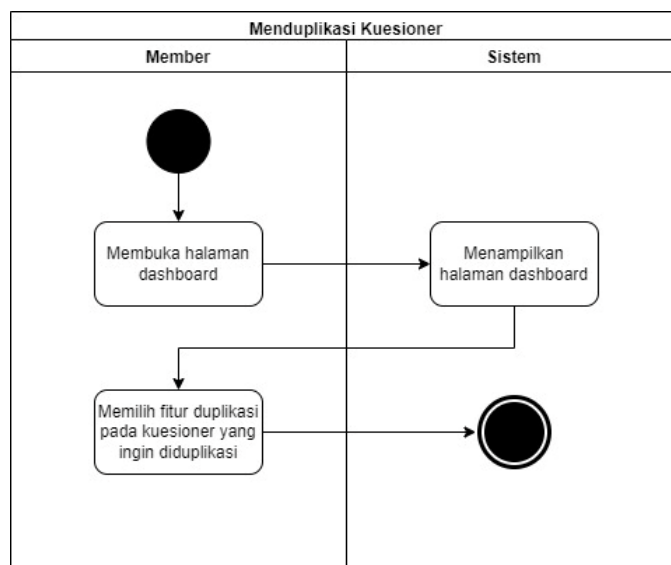 Menduplikasi Kuesioner
Member
Sistem
Membuka halaman
dashboard
Menampilkan
halaman dashboard
Memilih fitur duplikasi
pada kuesioner yang
ingin diduplikasi